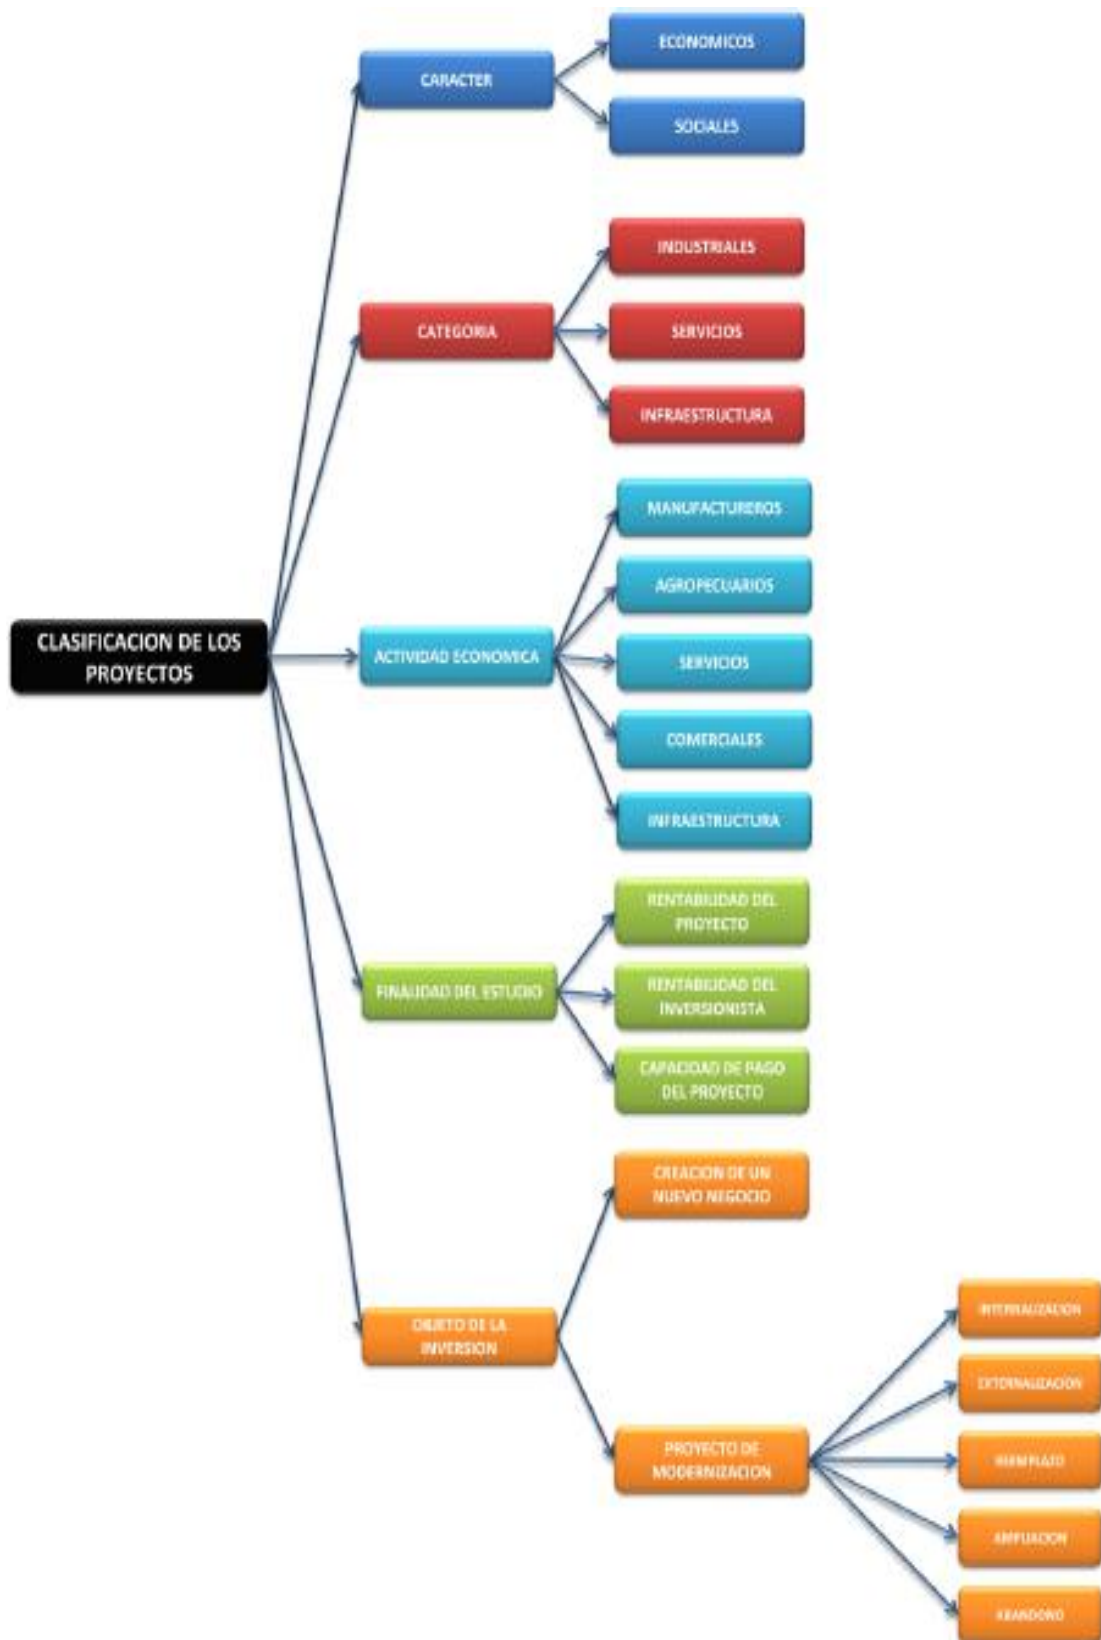 ECONOMICOS
CARACTER
SOCIALES
INDUSTRIALES
CATEGORIA
SERVICIOS
INFRAESTRUCTURA
MANUFACTUREROS
AGROPECUARIOS
CLASIFICACION DE LOS
PROYECTOS
ACTIVIDAD ECONOMICA
SERVICIOS
COMERCIALES
INFRAESTRUCTURA
RENTABILIDAD DEL
PROYECTO
FINALIDAD DEL ESTUDIO
RENTABILIDAD DEL
INVERSIONISTA
CAPACIDAD DE PAGO
DEL PROYECTO
CREACION DE UN
NUEVO NEGOCIO
OBJETO DE LA
INVERSION
PROYECTO DE
MODERNIZACION
INTERNALIZACION
EXTERNALIZACION
REEMPLAZO
AMPLIACION
ABANDONO